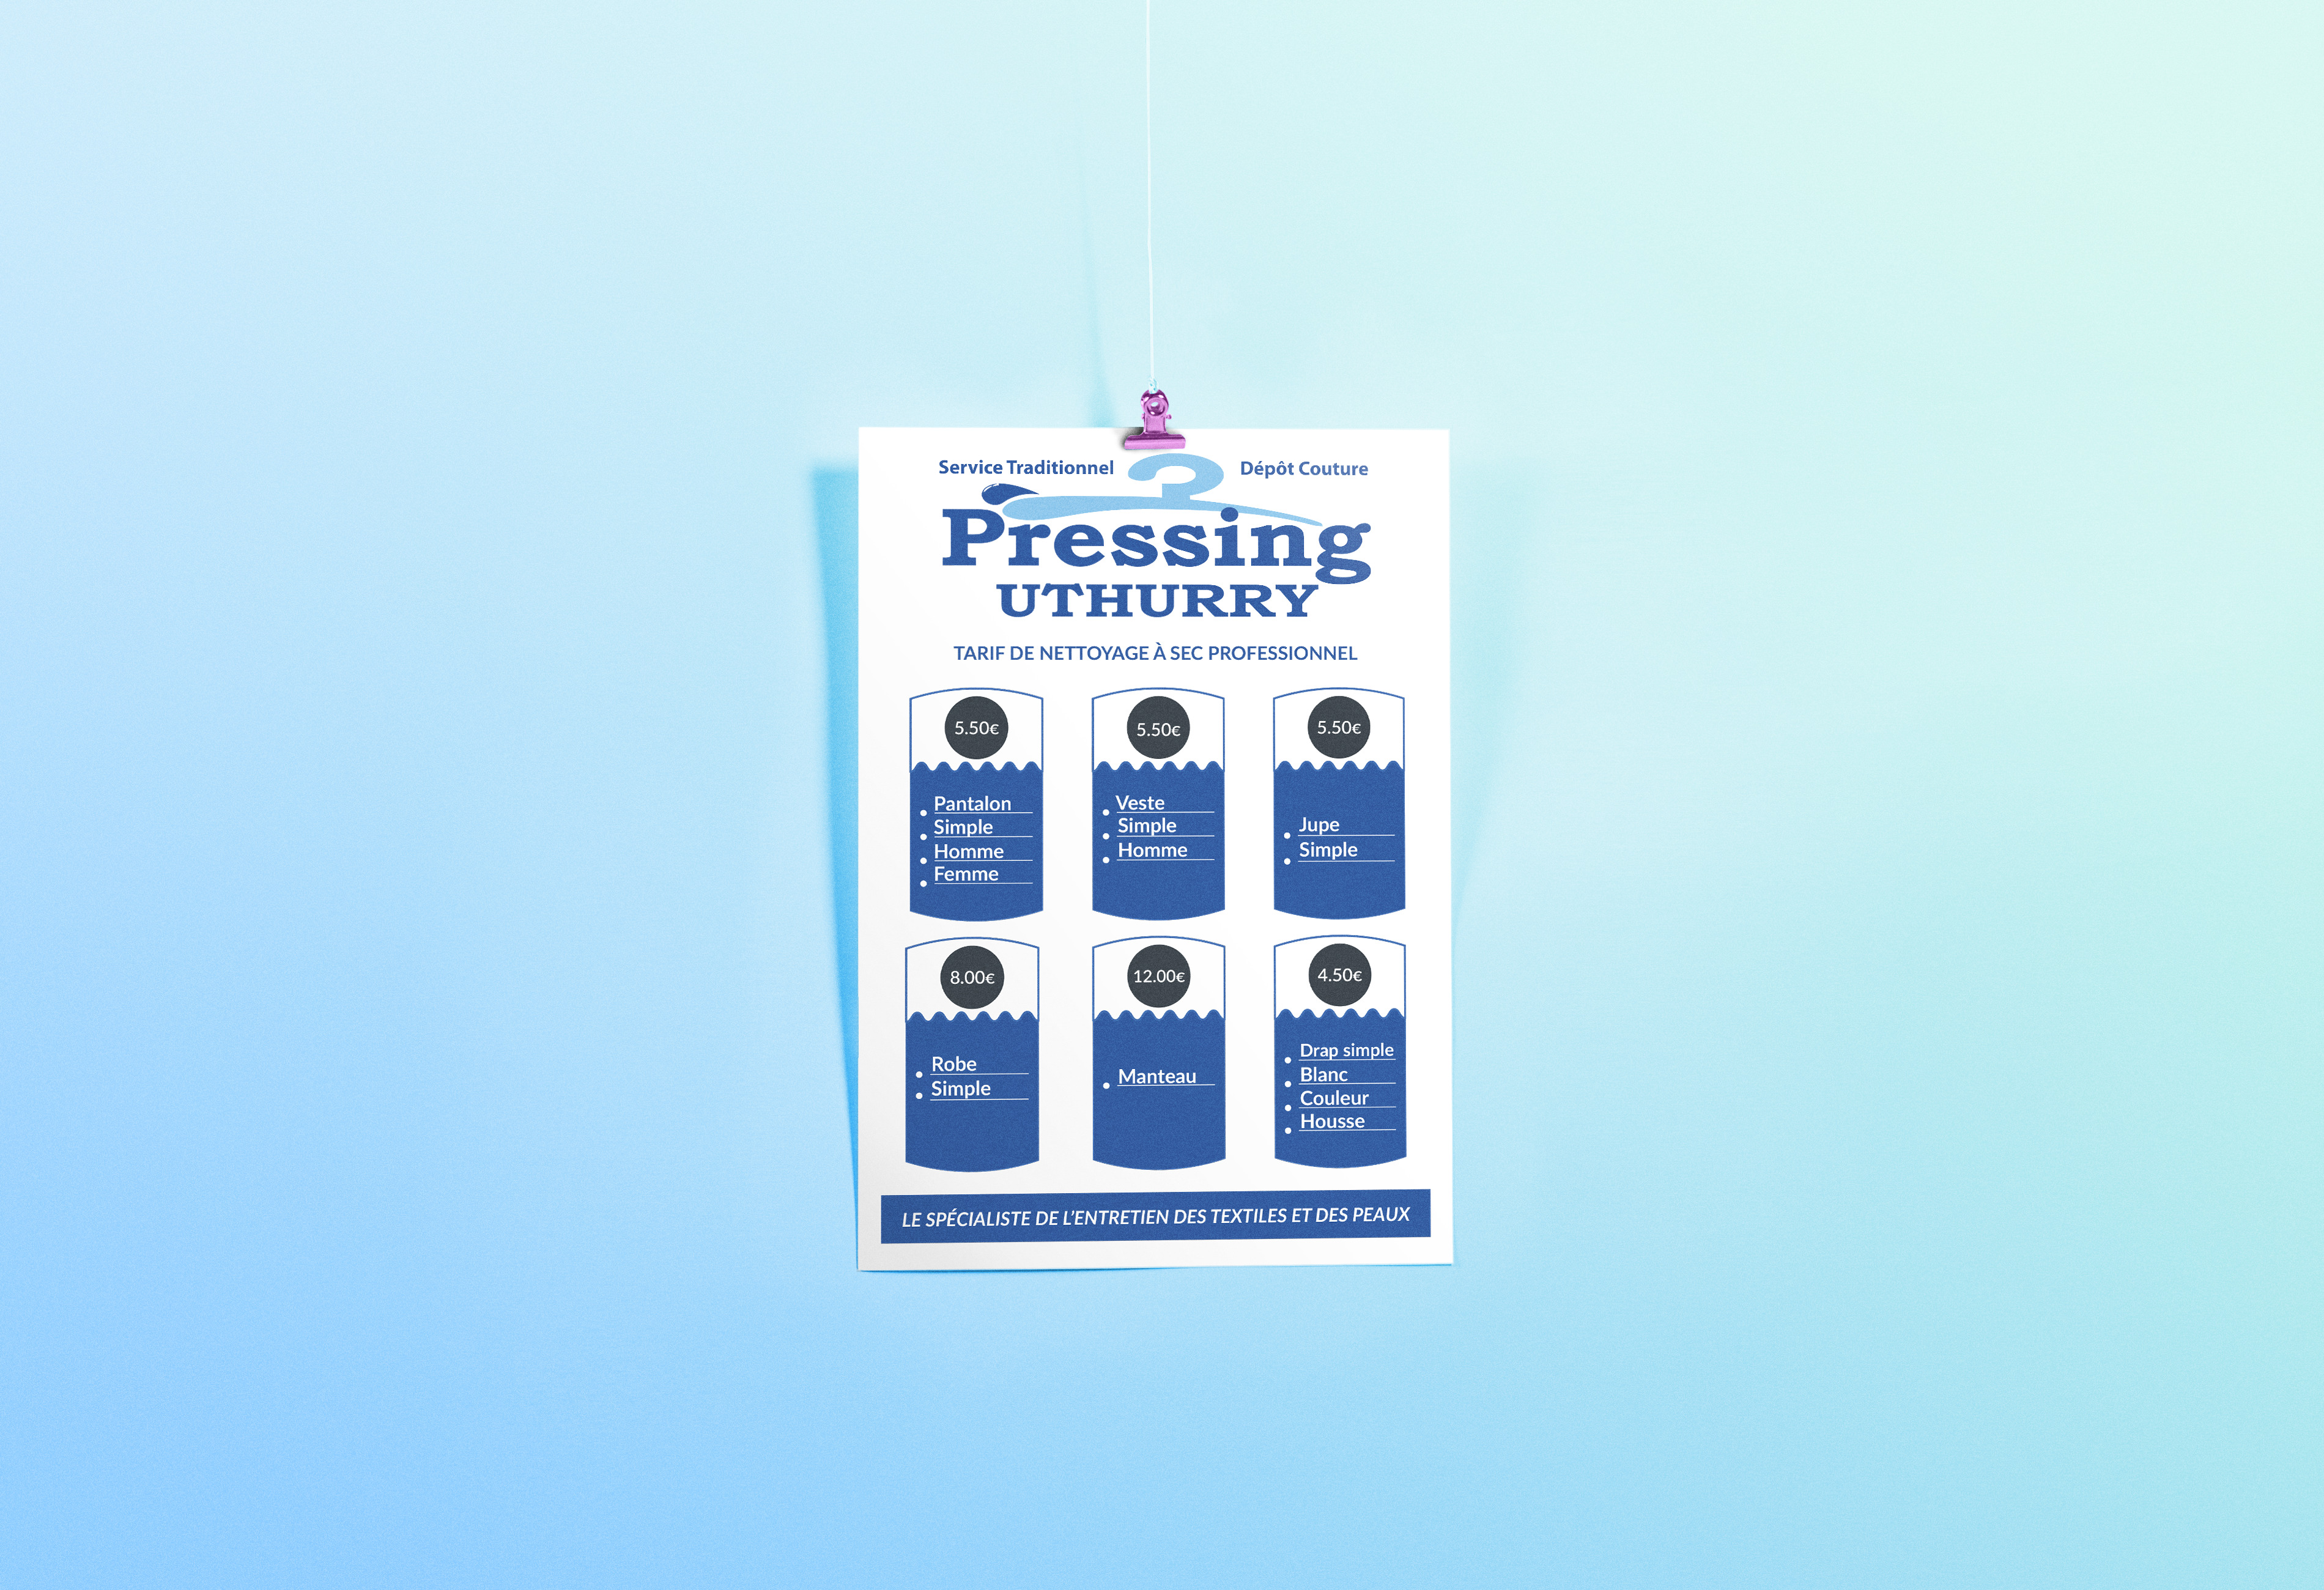 Service Traditionnel
Dépôt Couture
Pressing
UTHURRY
TARIF DE NETTOYAGE À SEC PROFESSIONNEL
5.50€
Pantalon
Simple
Homme
Femme
5.50€
Veste
Simple
Homme
5.50€
Jupe
Simple
8.00€
Robe
Simple
12.00€
Manteau
4.50€
Drap simple
Blanc
Couleur
Housse
LE SPÉCIALISTE DE L'ENTRETIEN DES TEXTILES ET DES PEAUX